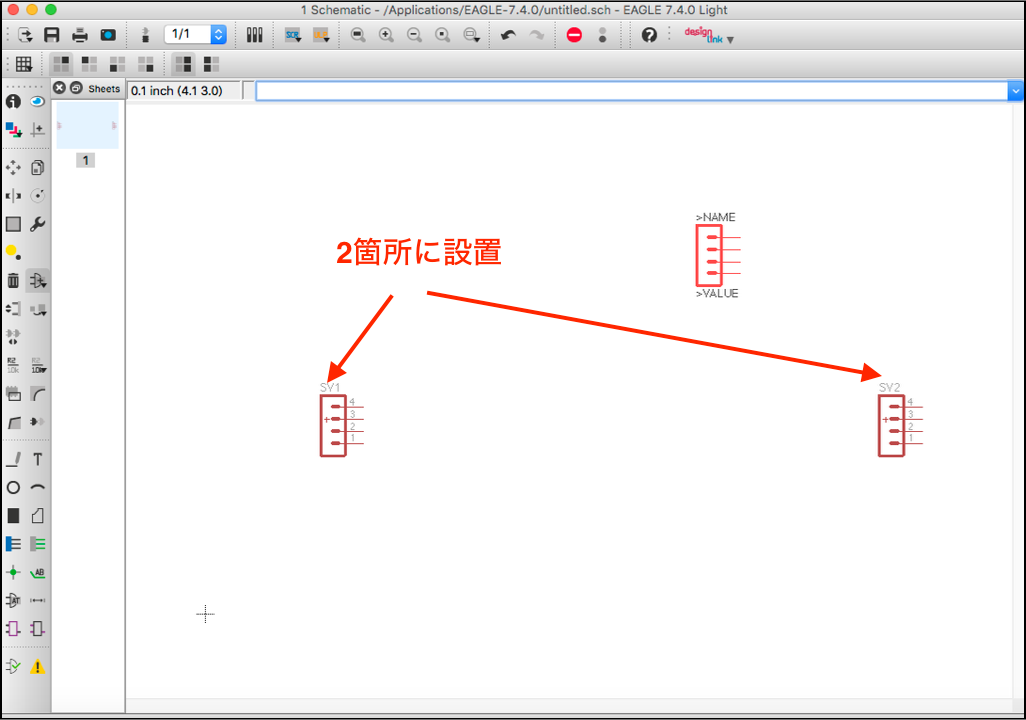 1 Schematic - /Applications/EAGLE-7.4.0/untitled.sch - EAGLE 7.4.0 Light
1/1
SCR
ULP
design
link
Sheets
0.1 inch (4.1 3.0)
1
>NAME
>VALUE
2箇所に設置
SV1
4
3
2
1
SV2
4
3
2
1
R2
10k
R2
10k
T
AB